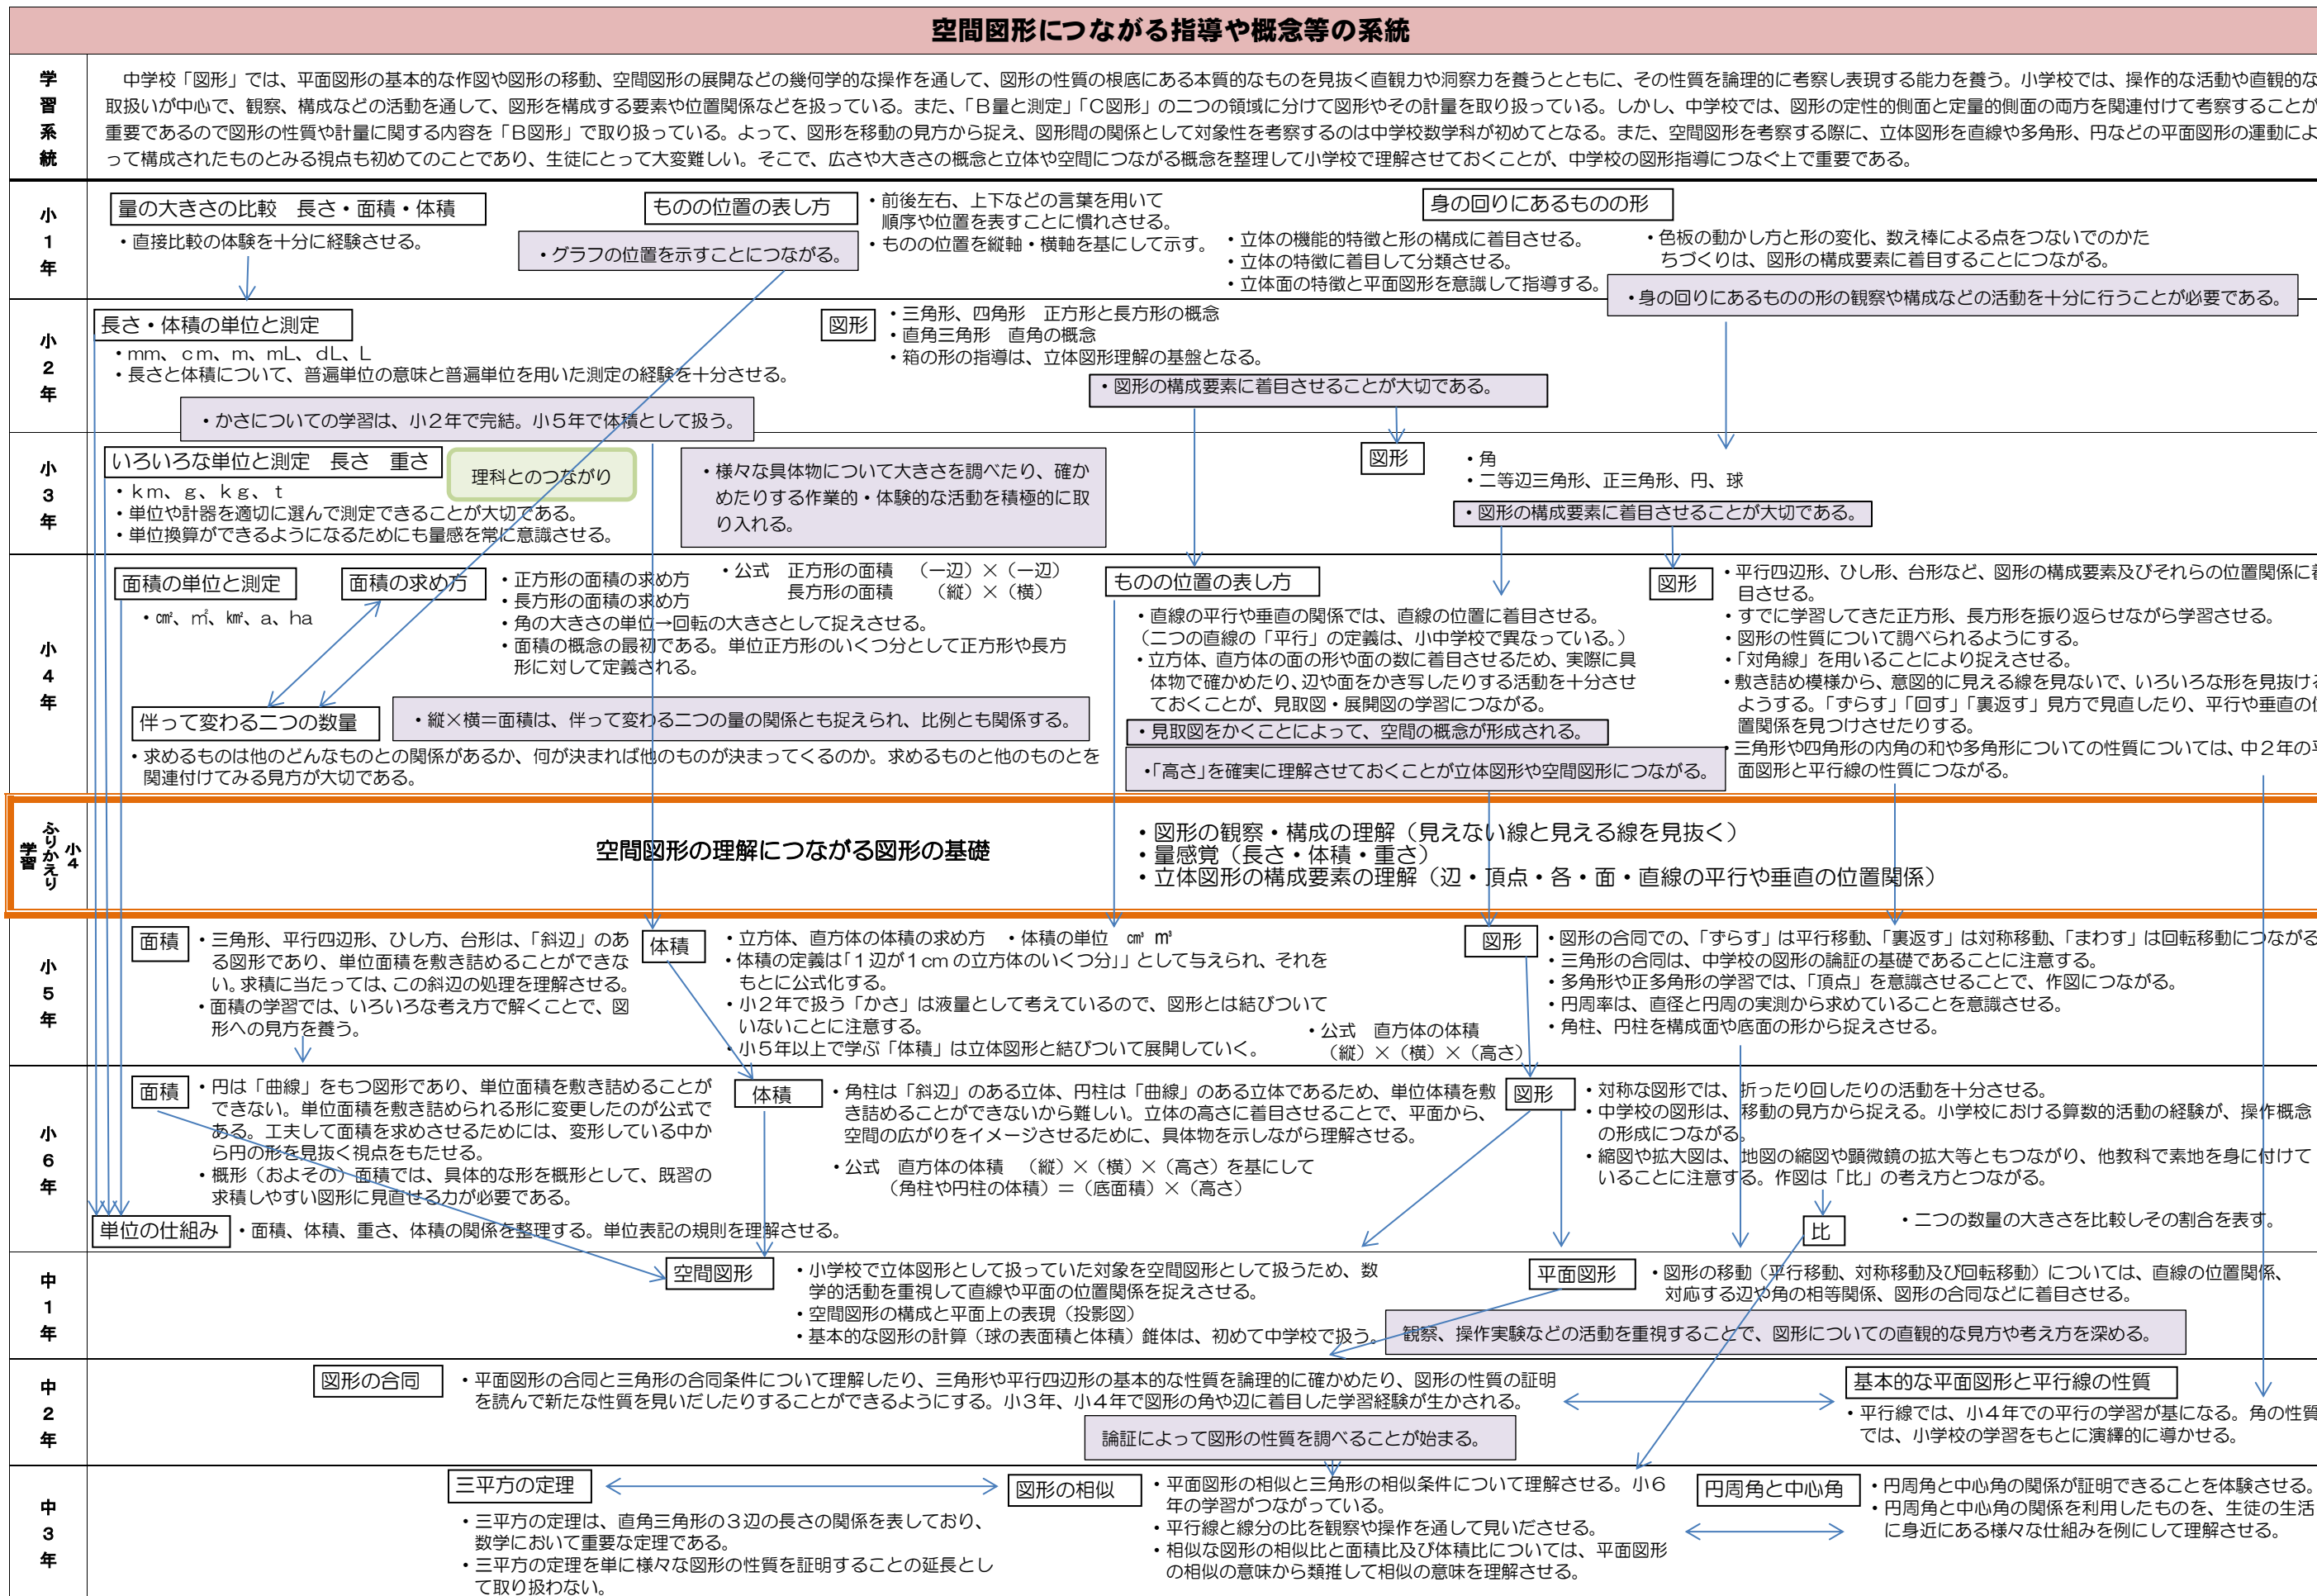 空間図形につながる指導や概念等の系統
学習系統
中学校「図形」では、平面図形の基本的な作図や図形の移動、空間図形の展開などの幾何学的な操作を通して、図形の性質の根底にある本質的なものを見抜く直観力や洞察力を養うとともに、その性質を論理的に考察し表現する能力を養う。小学校では、操作的な活動や直観的な
取扱いが中心で、観察、構成などの活動を通して、図形を構成する要素や位置関係などを扱っている。また、「B量と測定」「C図形」の二つの領域に分けて図形やその計量を取り扱っている。しかし、中学校では、図形の定性的側面と定量的側面の両方を関連付けて考察することが
重要であるので図形の性質や計量に関する内容を「B図形」で取り扱っている。よって、図形を移動の見方から捉え、図形間の関係として対象性を考察するのは中学校数学科が初めてとなる。また、空間図形を考察する際に、立体図形を直線や多角形、円などの平面図形の運動によ
って構成されたものとみる視点も初めてのことであり、生徒にとって大変難しい。そこで、広さや大きさの概念と立体や空間につながる概念を整理して小学校で理解させておくことが、中学校の図形指導につなぐ上で重要である。
小1年
量の大きさの比較　長さ・面積・体積
・直接比較の体験を十分に経験させる。
ものの位置の表し方
・前後左右、上下などの言葉を用いて
順序や位置を表すことに慣れさせる。
・ものの位置を縦軸・横軸を基にして示す。
・グラフの位置を示すことにつながる。
身の回りにあるものの形
・立体の機能的特徴と形の構成に着目させる。
・立体の特徴に着目して分類させる。
・立体面の特徴と平面図形を意識して指導する。
・色板の動かし方と形の変化、数え棒による点をつないでのかた
ちづくりは、図形の構成要素に着目することにつながる。
・身の回りにあるものの形の観察や構成などの活動を十分に行うことが必要である。
小2年
長さ・体積の単位と測定
・mm、cm、m、mL、dL、L
・長さと体積について、普遍単位の意味と普遍単位を用いた測定の経験を十分させる。
・かさについての学習は、小2年で完結。小5年で体積として扱う。
図形
・三角形、四角形　正方形と長方形の概念
・直角三角形　直角の概念
・箱の形の指導は、立体図形理解の基盤となる。
・図形の構成要素に着目させることが大切である。
小3年
いろいろな単位と測定　長さ　重さ
・km、g、kg、t
・単位や計器を適切に選んで測定できることが大切である。
・単位換算ができるようになるためにも量感を常に意識させる。
理科とのつながり
・様々な具体物について大きさを調べたり、確か
めたりする作業的・体験的な活動を積極的に取
り入れる。
図形
・角
・二等辺三角形、正三角形、円、球
・図形の構成要素に着目させることが大切である。
小4年
面積の単位と測定
・㎠、㎡、㎢、a、ha
面積の求め方
・正方形の面積の求め方
・長方形の面積の求め方
・角の大きさの単位→回転の大きさとして捉えさせる。
・面積の概念の最初である。単位正方形のいくつ分として正方形や長方
形に対して定義される。
・公式　正方形の面積　（一辺）×（一辺）
長方形の面積　（縦）×（横）
伴って変わる二つの数量
・縦×横＝面積は、伴って変わる二つの量の関係とも捉えられ、比例とも関係する。
・求めるものは他のどんなものとの関係があるか、何が決まれば他のものが決まってくるのか。求めるものと他のものとを
関連付けてみる見方が大切である。
ものの位置の表し方
・直線の平行や垂直の関係では、直線の位置に着目させる。
（二つの直線の「平行」の定義は、小中学校で異なっている。）
・立方体、直方体の面の形や面の数に着目させるため、実際に具
体物で確かめたり、辺や面をかき写したりする活動を十分させ
ておくことが、見取図・展開図の学習につながる。
・見取図をかくことによって、空間の概念が形成される。
・「高さ」を確実に理解させておくことが立体図形や空間図形につながる。
図形
・平行四辺形、ひし形、台形など、図形の構成要素及びそれらの位置関係に着
目させる。
・すでに学習してきた正方形、長方形を振り返らせながら学習させる。
・図形の性質について調べられるようにする。
・「対角線」を用いることにより捉えさせる。
・敷き詰め模様から、意図的に見える線を見ないで、いろいろな形を見抜ける
ようする。「ずらす」「回す」「裏返す」見方で見直したり、平行や垂直の位
置関係を見つけさせたりする。
・三角形や四角形の内角の和や多角形についての性質については、中2年の平
面図形と平行線の性質につながる。
小4
ふりかえり
学習
空間図形の理解につながる図形の基礎
・図形の観察・構成の理解（見えない線と見える線を見抜く）
・量感覚（長さ・体積・重さ）
・立体図形の構成要素の理解（辺・頂点・各・面・直線の平行や垂直の位置関係）
小5年
面積
・三角形、平行四辺形、ひし方、台形は、「斜辺」のあ
る図形であり、単位面積を敷き詰めることができな
い。求積に当たっては、この斜辺の処理を理解させる。
・面積の学習では、いろいろな考え方で解くことで、図
形への見方を養う。
体積
・立方体、直方体の体積の求め方　・体積の単位　㎤　㎥
・体積の定義は「1辺が1cmの立方体のいくつ分」」として与えられ、それを
もとに公式化する。
・小2年で扱う「かさ」は液量として考えているので、図形とは結びついて
いないことに注意する。
・小5年以上で学ぶ「体積」は立体図形と結びついて展開していく。
・公式　直方体の体積
（縦）×（横）×（高さ）
図形
・図形の合同での、「ずらす」は平行移動、「裏返す」は対称移動、「まわす」は回転移動につながる
・三角形の合同は、中学校の図形の論証の基礎であることに注意する。
・多角形や正多角形の学習では、「頂点」を意識させることで、作図につながる。
・円周率は、直径と円周の実測から求めていることを意識させる。
・角柱、円柱を構成面や底面の形から捉えさせる。
小6年
面積
・円は「曲線」をもつ図形であり、単位面積を敷き詰めることが
できない。単位面積を敷き詰められる形に変更したのが公式で
ある。工夫して面積を求めさせるためには、変形している中か
ら円の形を見抜く視点をもたせる。
・概形（およその）面積では、具体的な形を概形として、既習の
求積しやすい図形に見直せる力が必要である。
体積
・角柱は「斜辺」のある立体、円柱は「曲線」のある立体であるため、単位体積を敷
き詰めることができないから難しい。立体の高さに着目させることで、平面から、
空間の広がりをイメージさせるために、具体物を示しながら理解させる。
・公式　直方体の体積　（縦）×（横）×（高さ）を基にして
（角柱や円柱の体積）＝（底面積）×（高さ）
図形
・対称な図形では、折ったり回したりの活動を十分させる。
・中学校の図形は、移動の見方から捉える。小学校における算数的活動の経験が、操作概念
の形成につながる。
・縮図や拡大図は、地図の縮図や顕微鏡の拡大等ともつながり、他教科で素地を身に付けて
いることに注意する。作図は「比」の考え方とつながる。
単位の仕組み
・面積、体積、重さ、体積の関係を整理する。単位表記の規則を理解させる。
比
・二つの数量の大きさを比較しその割合を表す。
中1年
空間図形
・小学校で立体図形として扱っていた対象を空間図形として扱うため、数
学的活動を重視して直線や平面の位置関係を捉えさせる。
・空間図形の構成と平面上の表現（投影図）
・基本的な図形の計算（球の表面積と体積）錐体は、初めて中学校で扱う。
平面図形
・図形の移動（平行移動、対称移動及び回転移動）については、直線の位置関係、
対応する辺や角の相等関係、図形の合同などに着目させる。
観察、操作実験などの活動を重視することで、図形についての直観的な見方や考え方を深める。
中2年
図形の合同
・平面図形の合同と三角形の合同条件について理解したり、三角形や平行四辺形の基本的な性質を論理的に確かめたり、図形の性質の証明
を読んで新たな性質を見いだしたりすることができるようにする。小3年、小4年で図形の角や辺に着目した学習経験が生かされる。
論証によって図形の性質を調べることが始まる。
基本的な平面図形と平行線の性質
・平行線では、小4年での平行の学習が基になる。角の性質
では、小学校の学習をもとに演繹的に導かせる。
中3年
三平方の定理
・三平方の定理は、直角三角形の3辺の長さの関係を表しており、
数学において重要な定理である。
・三平方の定理を単に様々な図形の性質を証明することの延長とし
て取り扱わない。
図形の相似
・平面図形の相似と三角形の相似条件について理解させる。小6
年の学習がつながっている。
・平行線と線分の比を観察や操作を通して見いださせる。
・相似な図形の相似比と面積比及び体積比については、平面図形
の相似の意味から類推して相似の意味を理解させる。
円周角と中心角
・円周角と中心角の関係が証明できることを体験させる。
・円周角と中心角の関係を利用したものを、生徒の生活
に身近にある様々な仕組みを例にして理解させる。